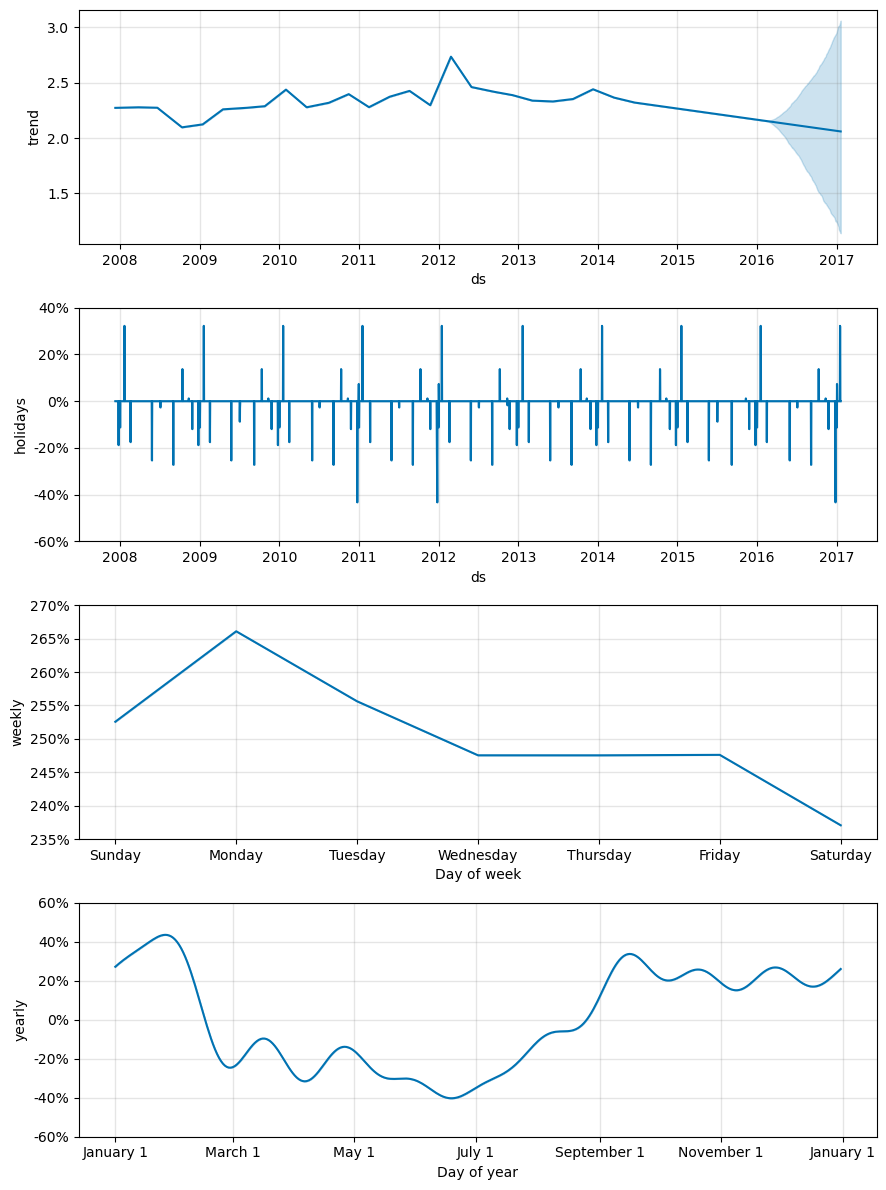 3.0
2.5
2.0
1.5
trend
2008 2009 2010 2011 2012 2013 2014 2015 2016 2017
ds
40%
20%
0%
-20%
-40%
-60%
holidays
2008 2009 2010 2011 2012 2013 2014 2015 2016 2017
ds
270%
265%
260%
255%
250%
245%
240%
235%
weekly
Sunday Monday Tuesday Wednesday Thursday Friday Saturday
Day of week
60%
40%
20%
0%
-20%
-40%
-60%
yearly
January 1 March 1 May 1 July 1 September 1 November 1 January 1
Day of year